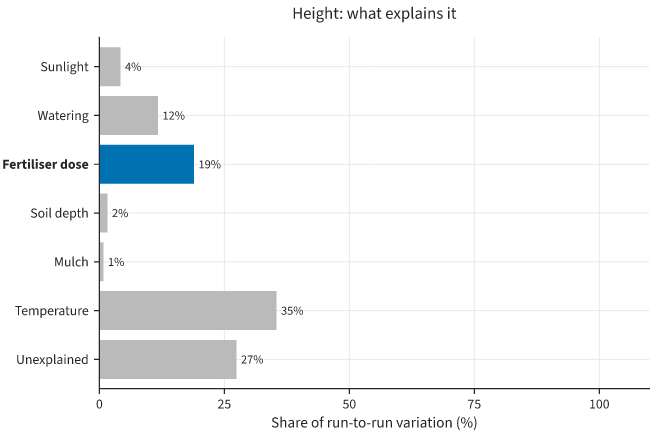 Height: what explains it
Sunlight 4%
Watering 12%
Fertiliser dose 19%
Soil depth 2%
Mulch 1%
Temperature 35%
Unexplained 27%
0 25 50 75 100
Share of run-to-run variation (%)